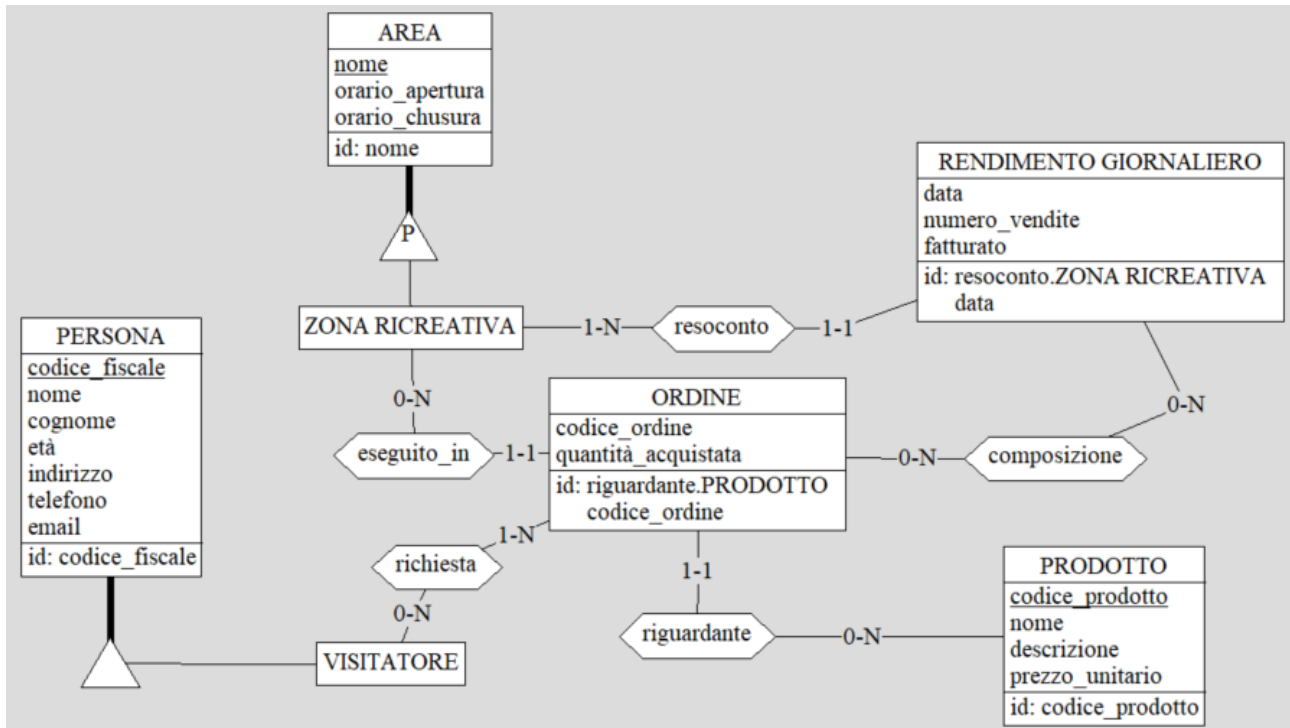 AREA
nome
orario_apertura
orario_chusura
id: nome
P
RENDIMENTO GIORNALIERO
data
numero_vendite
fatturato
id: resoconto.ZONA RICREATIVA
data
ZONA RICREATIVA
1-N
resoconto
1-1
PERSONA
codice_fiscale
nome
cognome
età
indirizzo
telefono
email
id: codice_fiscale
0-N
eseguito_in
1-1
ORDINE
codice_ordine
quantità_acquistata
id: riguardante.PRODOTTO
codice_ordine
0-N
composizione
0-N
1-N
richiesta
0-N
VISITATORE
1-1
riguardante
0-N
PRODOTTO
codice_prodotto
nome
descrizione
prezzo_unitario
id: codice_prodotto